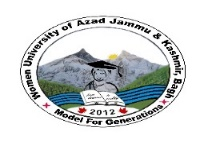 Women University of Azad Jammu & Kashmir, Bagh
2012
Model For Generations